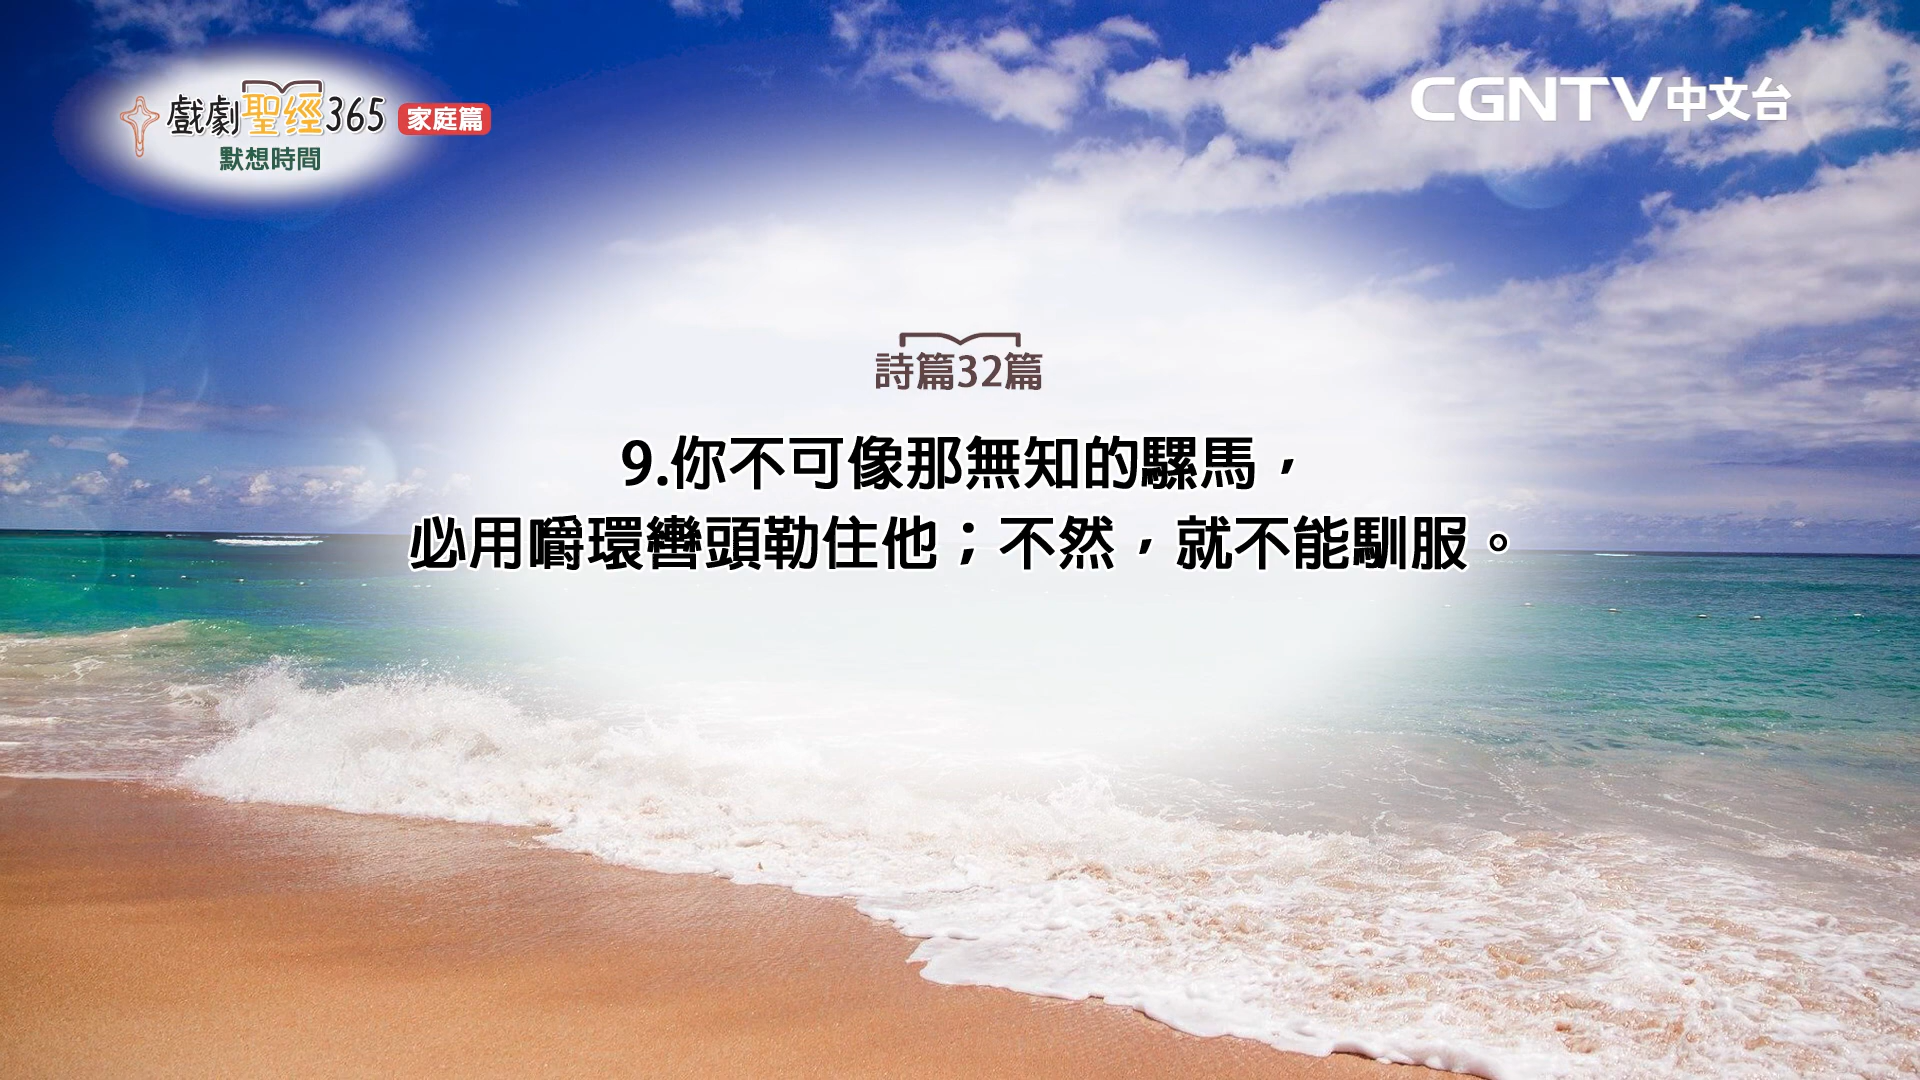 戲劇聖經365 家庭篇
默想時間
CGNTV中文台
詩篇32篇
9.你不可像那無知的騾馬，
必用嚼環轡頭勒住他；不然，就不能馴服。